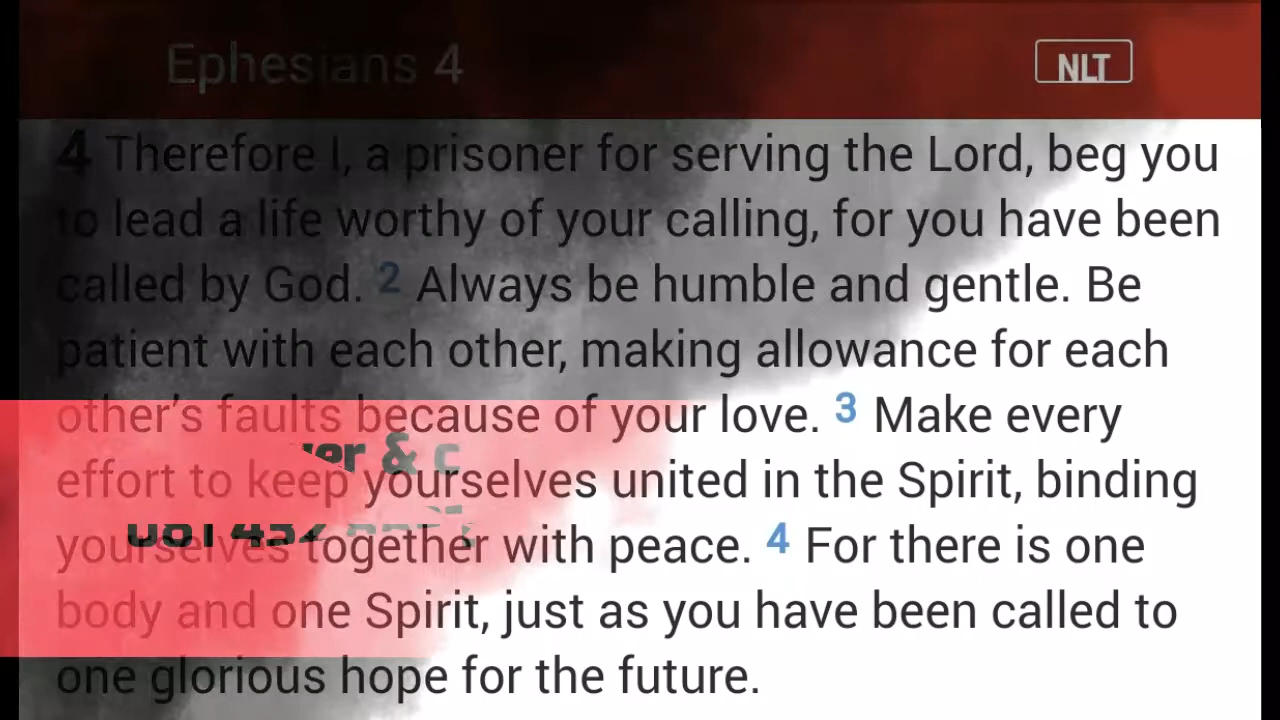 Ephesians 4
NLT
4 Therefore I, a prisoner for serving the Lord, beg you
to lead a life worthy of your calling, for you have been
called by God. 2 Always be humble and gentle. Be
patient with each other, making allowance for each
other's faults because of your love. 3 Make every
effort to keep yourselves united in the Spirit, binding
yourselves together with peace. 4 For there is one
body and one Spirit, just as you have been called to
one glorious hope for the future.